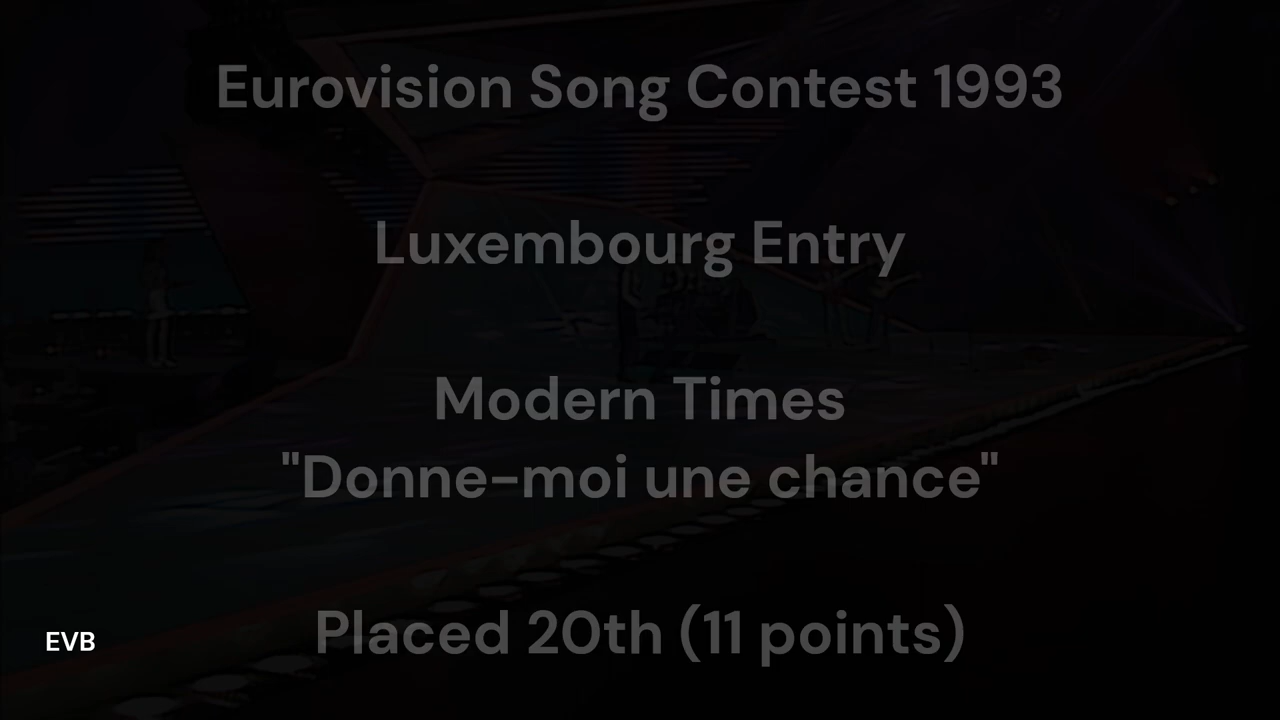 Eurovision Song Contest 1993
Luxembourg Entry
Modern Times
"Donne-moi une chance"
Placed 20th (11 points)
EVB